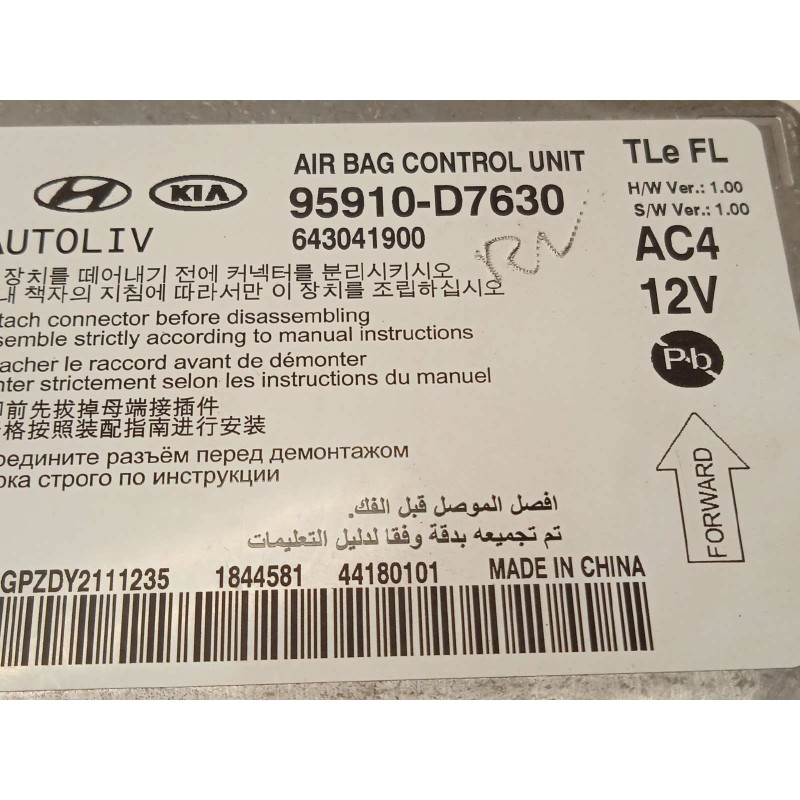 KIA
AIR BAG CONTROL UNIT
TLe FL
95910-D7630
H/W Ver.: 1.00
S/W Ver.: 1.00
AUTOLIV
643041900
RN
AC4
장치를 떼어내기 전에 커넥터를 분리시키시오
내 책자의 지침에 따라서만 이 장치를 조립하십시오
12V
tach connector before disassembling
semble strictly according to manual instructions
Pb
acher le raccord avant de démonter
nter strictement selon les instructions du manuel
卸前先拔掉母端接插件
格按照装配指南进行安装
оедините разъём перед демонтажом
рка строго по инструкции
FORWARD
افصل الموصل قبل الفك.
تم تجميعه بدقة وفقا لدليل التعليمات
GPZDY2111235 1844581 44180101 MADE IN CHINA